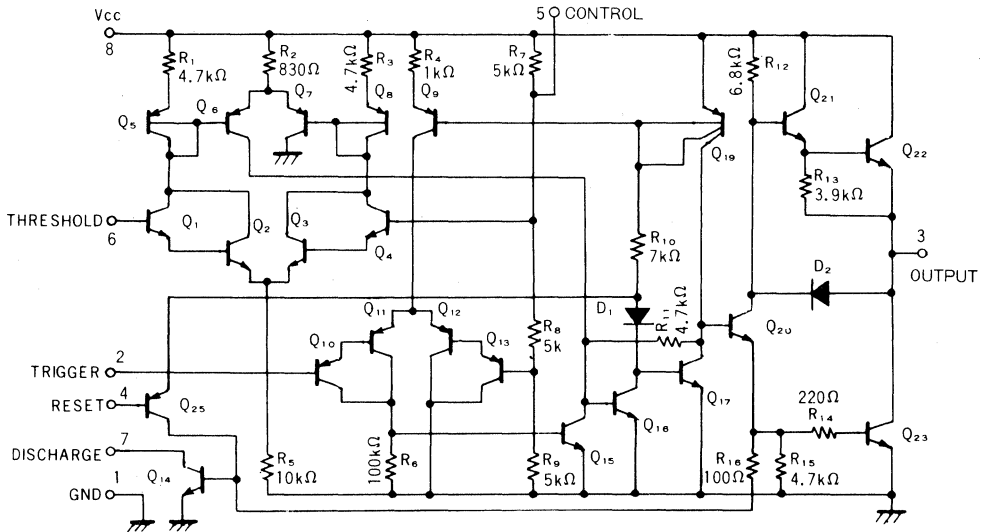 Vcc
8
5 CONTROL
R1
4.7kΩ
R2
830Ω
4.7kΩ
R3
R4
1kΩ
R7
5kΩ
6.8kΩ
R12
Q5
Q6
Q7
Q8
Q9
Q19
Q21
Q22
R13
3.9kΩ
THRESHOLD
6
Q1
Q2
Q3
Q4
R10
7kΩ
3
OUTPUT
D2
D1
R11
4.7kΩ
Q20
Q11
Q12
Q10
Q13
R8
5k
2
TRIGGER
4
RESET
Q25
Q17
Q16
220Ω
R14
Q23
7
DISCHARGE
Q14
1
GND
R5
10kΩ
100kΩ
R6
Q15
R9
5kΩ
R16
100Ω
R15
4.7kΩ